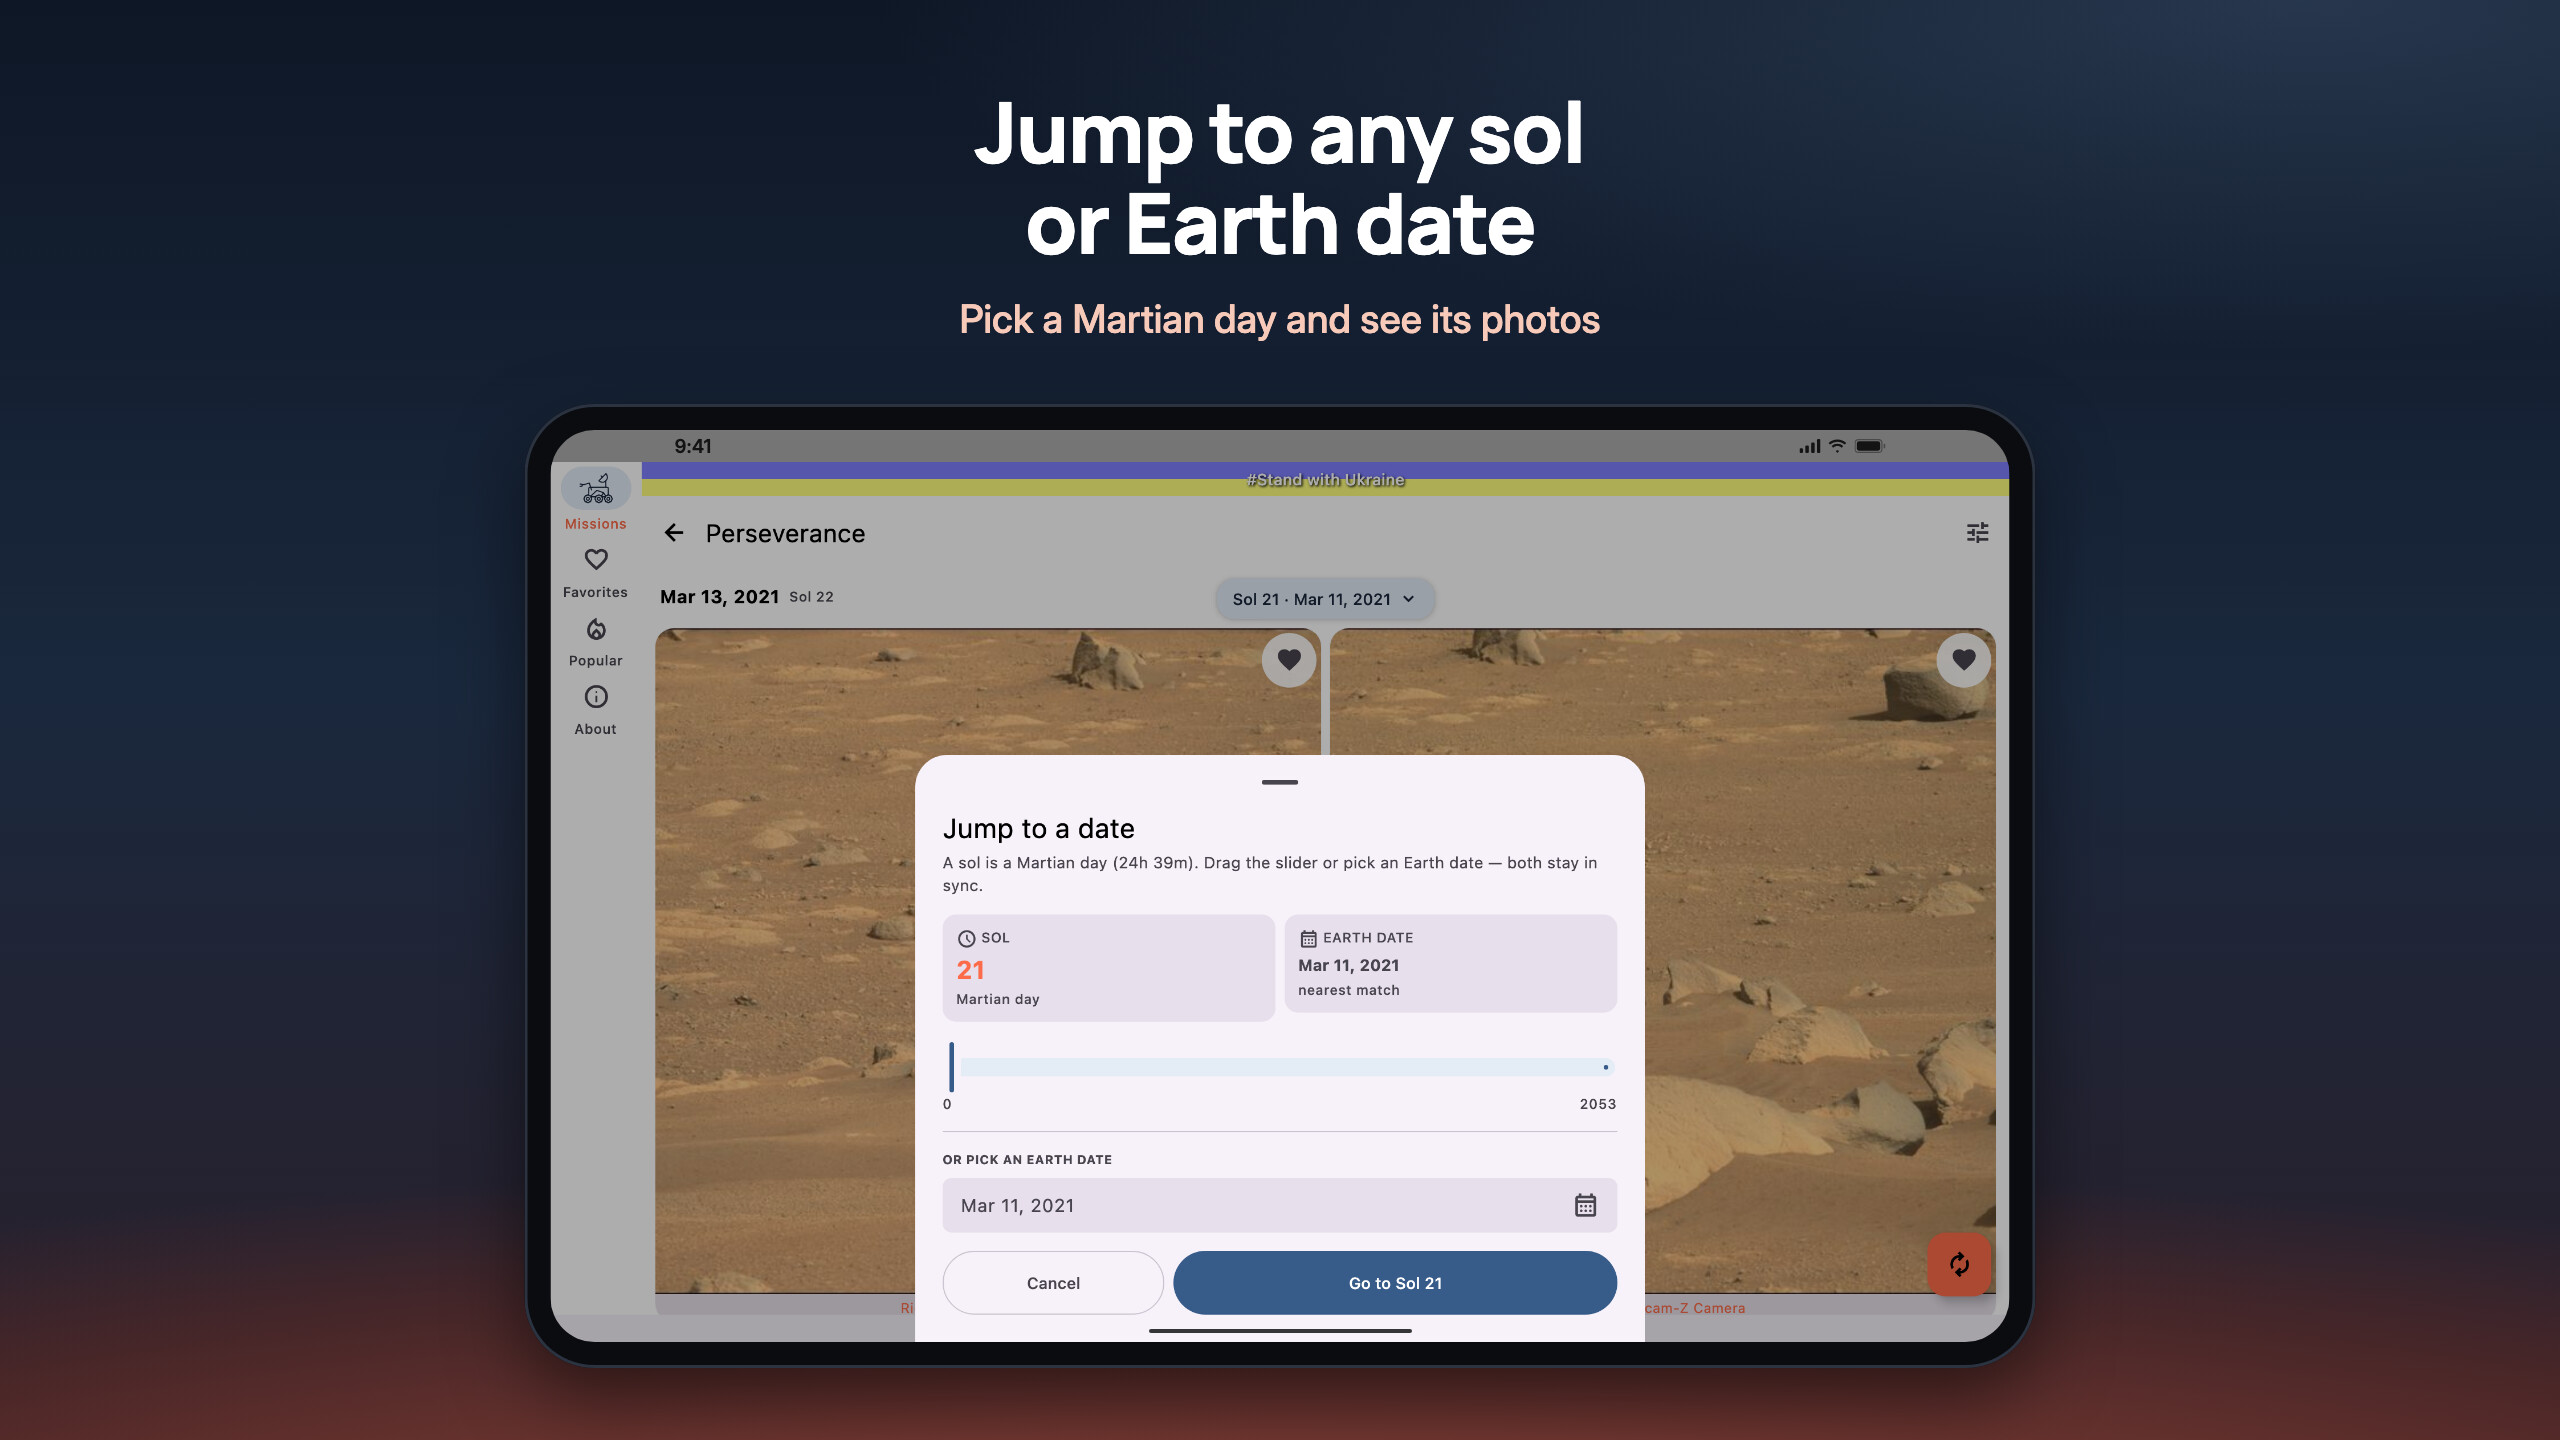 Jump to any sol
or Earth date
Pick a Martian day and see its photos
9:41
#Stand with Ukraine
Missions
Favorites
Popular
About
Perseverance
Mar 13, 2021 Sol 22
Sol 21 · Mar 11, 2021
Jump to a date
A sol is a Martian day (24h 39m). Drag the slider or pick an Earth date — both stay in
sync.
SOL
21
Martian day
EARTH DATE
Mar 11, 2021
nearest match
0
2053
OR PICK AN EARTH DATE
Mar 11, 2021
Cancel
Go to Sol 21
Camera